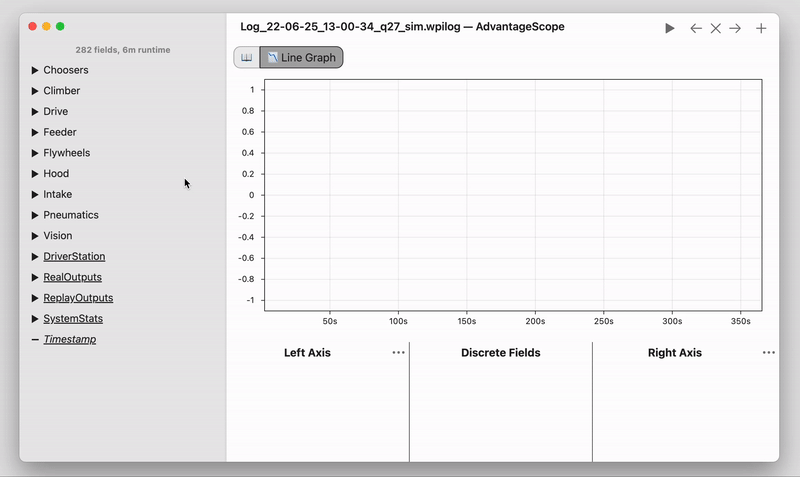 Log_22-06-25_13-00-34_q27_sim.wpilog — AdvantageScope
282 fields, 6m runtime
Choosers
Climber
Drive
Feeder
Flywheels
Hood
Intake
Pneumatics
Vision
DriverStation
RealOutputs
ReplayOutputs
SystemStats
Timestamp
Line Graph
1
0.8
0.6
0.4
0.2
0
-0.2
-0.4
-0.6
-0.8
-1
50s 100s 150s 200s 250s 300s 350s
Left Axis Discrete Fields Right Axis